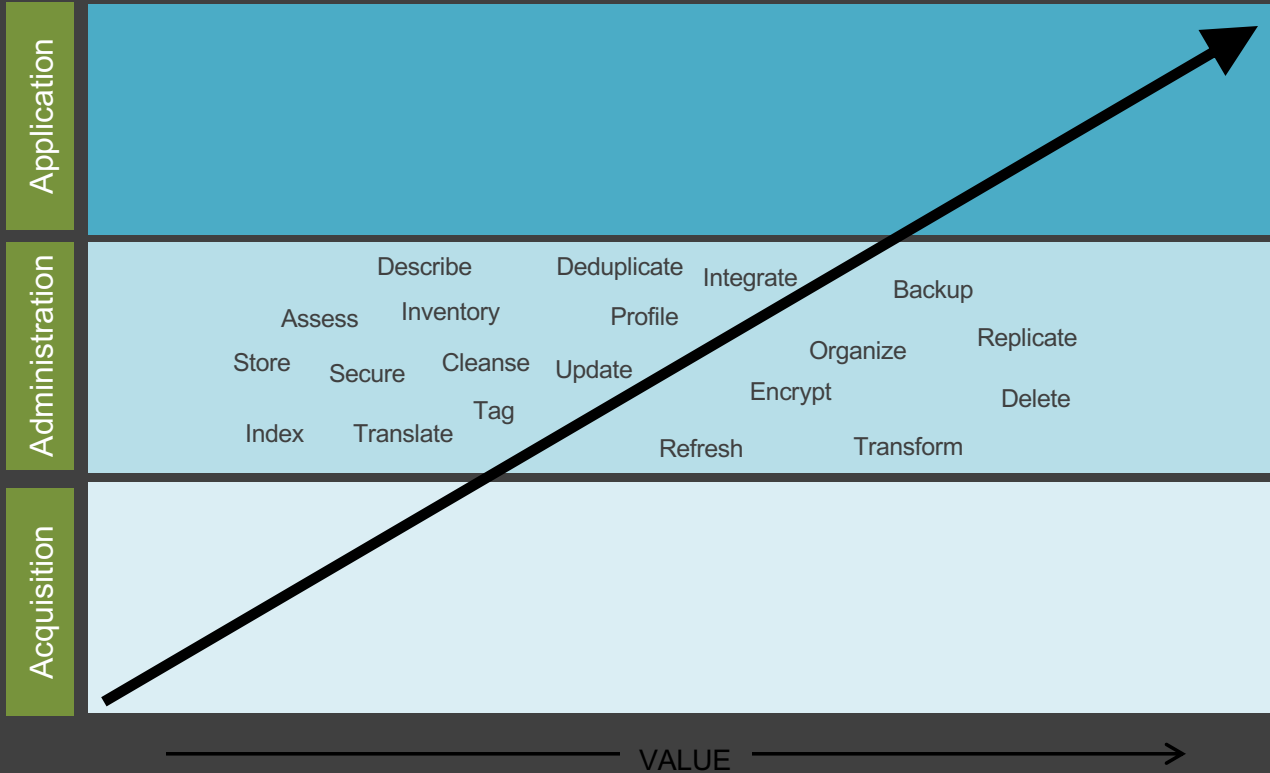 Application
Administration
Describe
Deduplicate
Integrate
Backup
Assess
Inventory
Profile
Replicate
Store
Secure
Cleanse
Update
Organize
Encrypt
Delete
Tag
Index
Translate
Refresh
Transform
Acquisition
VALUE